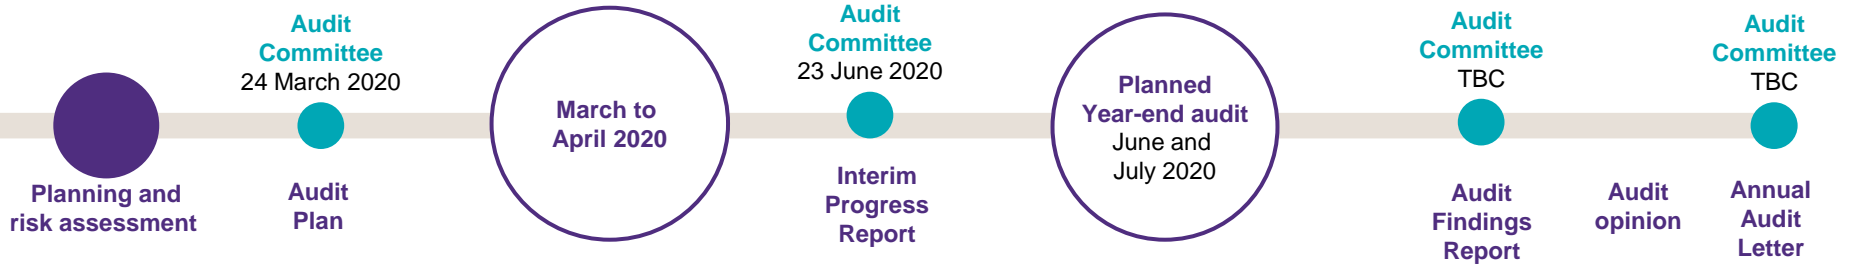 Planning and
risk assessment
Audit
Committee
24 March 2020
Audit
Plan
March to
April 2020
Audit
Committee
23 June 2020
Interim
Progress
Report
Planned
Year-end audit
June and
July 2020
Audit
Committee
TBC
Audit
Findings
Report
Audit
opinion
Audit
Committee
TBC
Annual
Audit
Letter